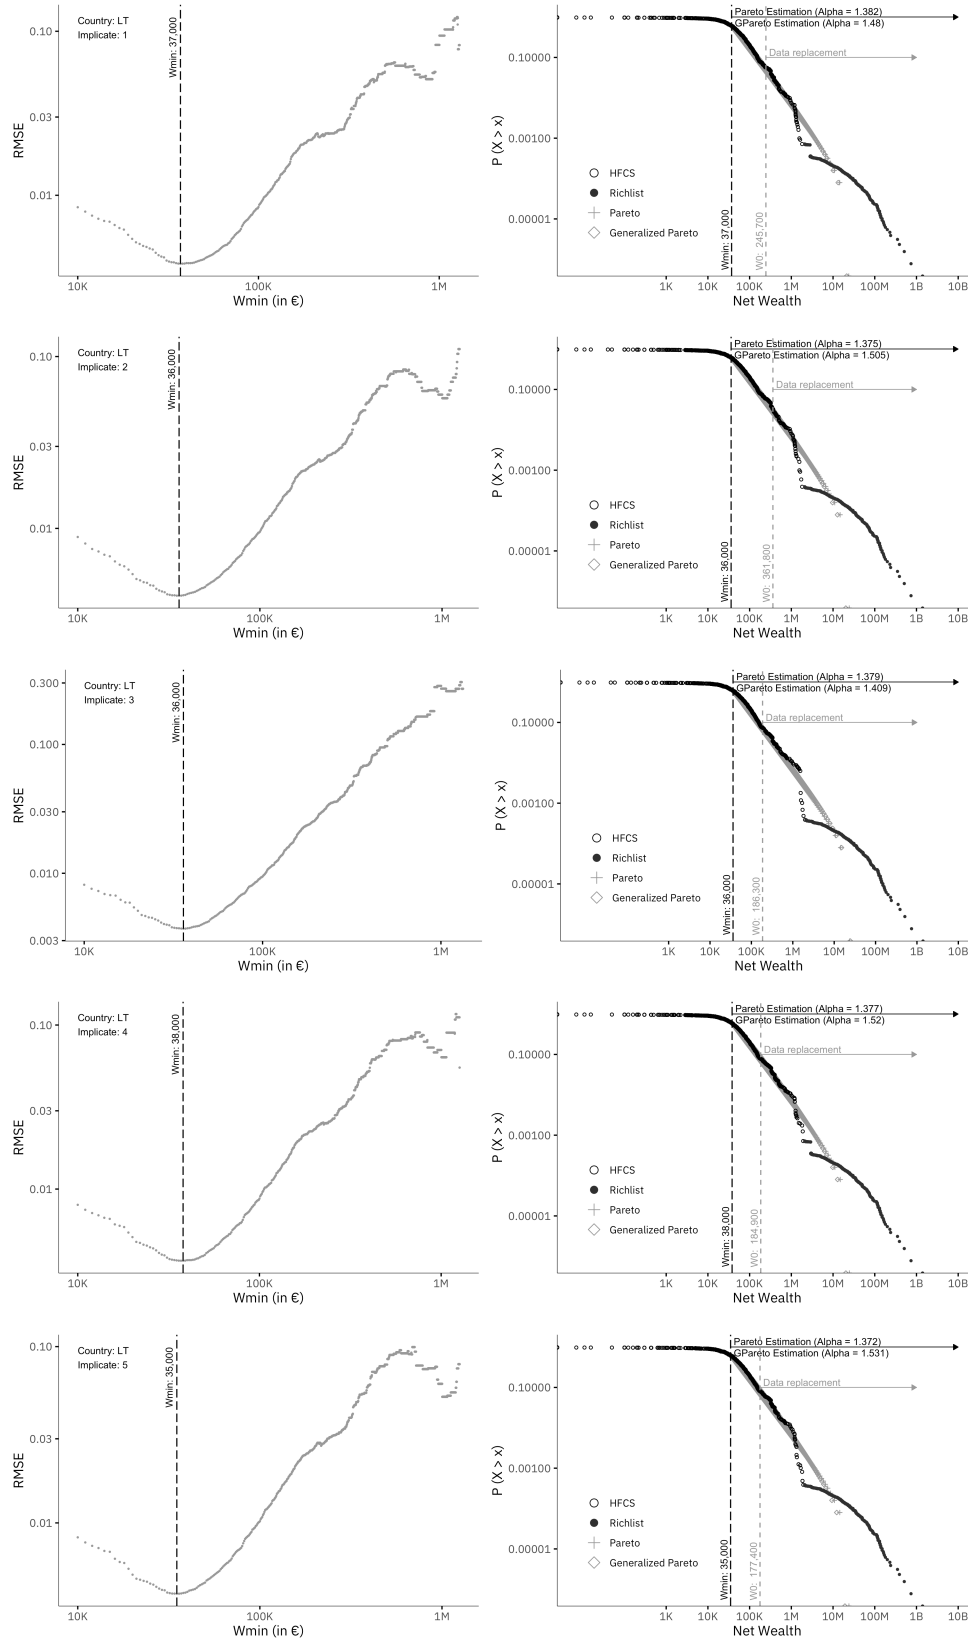 Country: LT
Implicate: 1
Wmin: 37,000
RMSE
0.10
0.03
0.01
10K 100K 1M
Wmin (in €)
Pareto Estimation (Alpha = 1.382)
GPareto Estimation (Alpha = 1.48)
Data replacement
P (X > x)
0.10000
0.00100
0.00001
HFCS
Richlist
Pareto
Generalized Pareto
Wmin: 37,000
W0: 245,700
1K 10K 100K 1M 10M 100M 1B 10B
Net Wealth
Country: LT
Implicate: 2
Wmin: 36,000
RMSE
0.10
0.03
0.01
10K 100K 1M
Wmin (in €)
Pareto Estimation (Alpha = 1.375)
GPareto Estimation (Alpha = 1.505)
Data replacement
P (X > x)
0.10000
0.00100
0.00001
HFCS
Richlist
Pareto
Generalized Pareto
Wmin: 36,000
W0: 361,800
1K 10K 100K 1M 10M 100M 1B 10B
Net Wealth
Country: LT
Implicate: 3
Wmin: 36,000
RMSE
0.300
0.100
0.030
0.010
0.003
10K 100K 1M
Wmin (in €)
Pareto Estimation (Alpha = 1.379)
GPareto Estimation (Alpha = 1.409)
Data replacement
P (X > x)
0.10000
0.00100
0.00001
HFCS
Richlist
Pareto
Generalized Pareto
Wmin: 36,000
W0: 186,300
1K 10K 100K 1M 10M 100M 1B 10B
Net Wealth
Country: LT
Implicate: 4
Wmin: 38,000
RMSE
0.10
0.03
0.01
10K 100K 1M
Wmin (in €)
Pareto Estimation (Alpha = 1.377)
GPareto Estimation (Alpha = 1.52)
Data replacement
P (X > x)
0.10000
0.00100
0.00001
HFCS
Richlist
Pareto
Generalized Pareto
Wmin: 38,000
W0: 184,900
1K 10K 100K 1M 10M 100M 1B 10B
Net Wealth
Country: LT
Implicate: 5
Wmin: 35,000
RMSE
0.10
0.03
0.01
10K 100K 1M
Wmin (in €)
Pareto Estimation (Alpha = 1.372)
GPareto Estimation (Alpha = 1.531)
Data replacement
P (X > x)
0.10000
0.00100
0.00001
HFCS
Richlist
Pareto
Generalized Pareto
Wmin: 35,000
W0: 177,400
1K 10K 100K 1M 10M 100M 1B 10B
Net Wealth